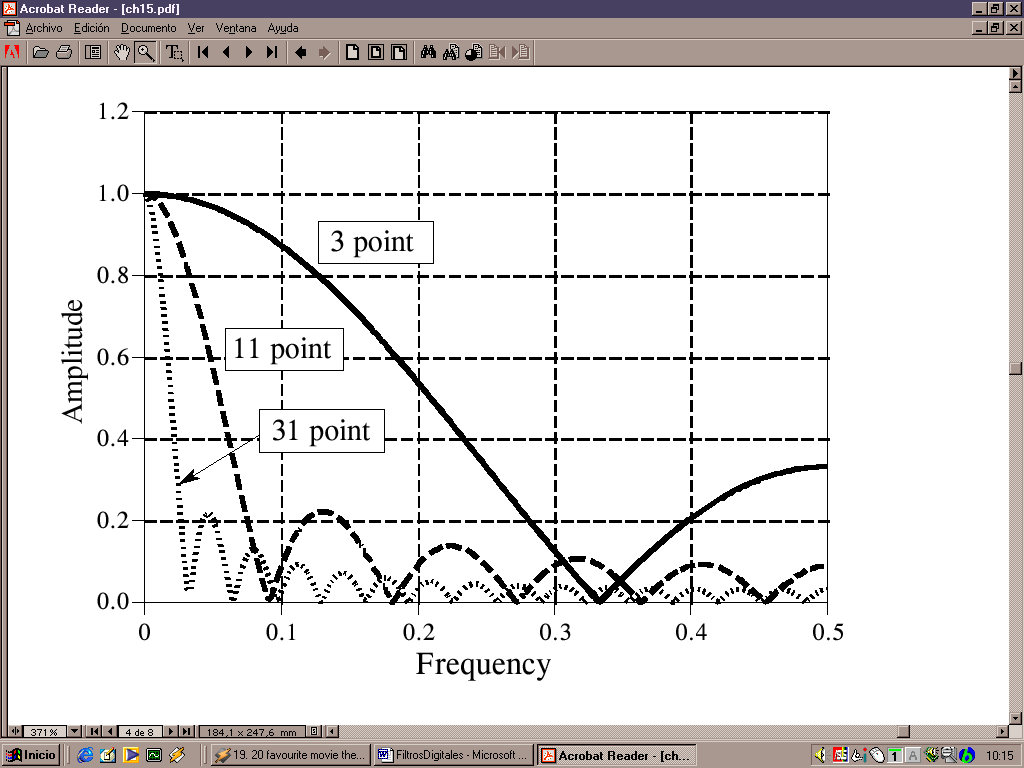 Acrobat Reader - [ch15.pdf]
Archivo Edición Documento Ver Ventana Ayuda
1.2
1.0
3 point
0.8
Amplitude
11 point
0.6
31 point
0.4
0.2
0.0
0 0.1 0.2 0.3 0.4 0.5
Frequency
371% 4 de 8 184,1 x 247,6 mm
Inicio 19. 20 favourite movie the... FiltrosDigitales - Microsoft ... Acrobat Reader - [ch... 10:15